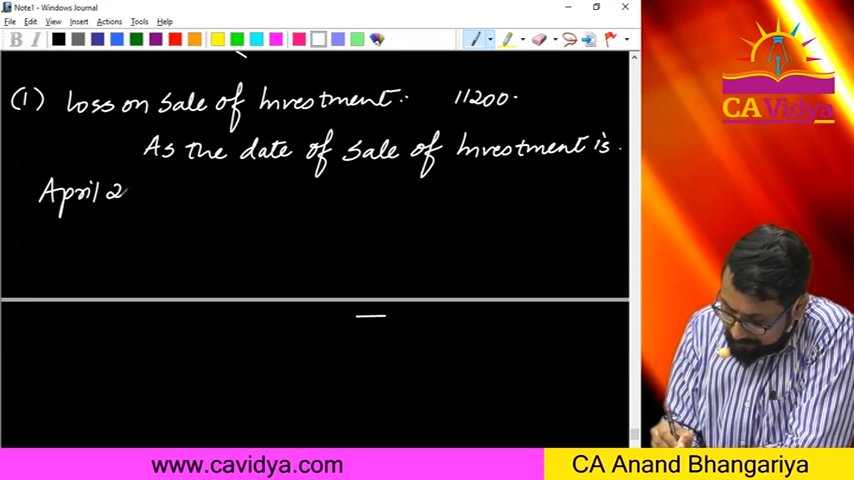 Note1 - Windows Journal
File Edit View Insert Actions Tools Help
B I
(1) Loss on Sale of Investment. 11200.
As the date of Sale of Investment is.
April 2
CA Vidya
www.cavidya.com
CA Anand Bhangariya